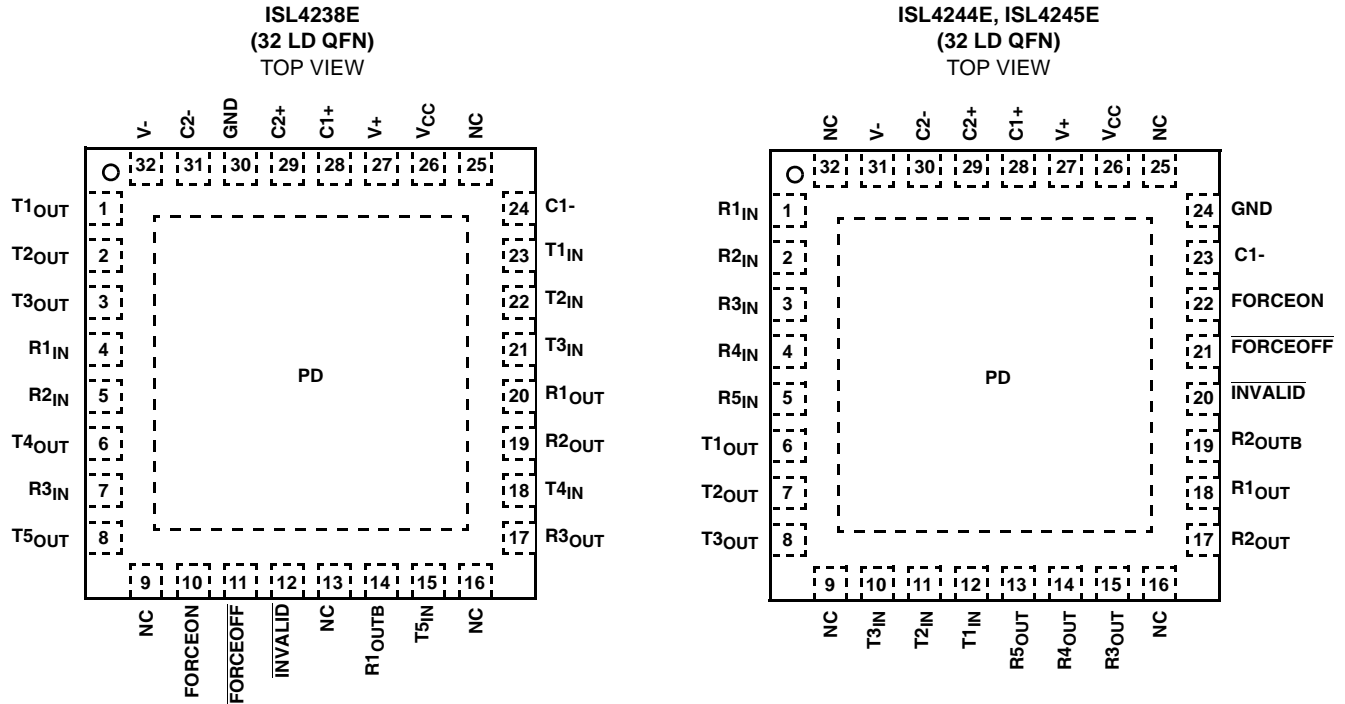 ISL4238E
(32 LD QFN)
TOP VIEW
V-
C2-
GND
C2+
C1+
V+
VCC
NC
32
31
30
29
28
27
26
25
T1OUT 1
T2OUT 2
T3OUT 3
R1IN 4
R2IN 5
T4OUT 6
R3IN 7
T5OUT 8
PD
24 C1-
23 T1IN
22 T2IN
21 T3IN
20 R1OUT
19 R2OUT
18 T4IN
17 R3OUT
9
10
11
12
13
14
15
16
NC
FORCEON
FORCEOFF
INVALID
NC
R1OUTB
T5IN
NC
ISL4244E, ISL4245E
(32 LD QFN)
TOP VIEW
NC
V-
C2-
C2+
C1+
V+
VCC
NC
32
31
30
29
28
27
26
25
R1IN 1
R2IN 2
R3IN 3
R4IN 4
R5IN 5
T1OUT 6
T2OUT 7
T3OUT 8
PD
24 GND
23 C1-
22 FORCEON
21 FORCEOFF
20 INVALID
19 R2OUTB
18 R1OUT
17 R2OUT
9
10
11
12
13
14
15
16
NC
T3IN
T2IN
T1IN
R5OUT
R4OUT
R3OUT
NC